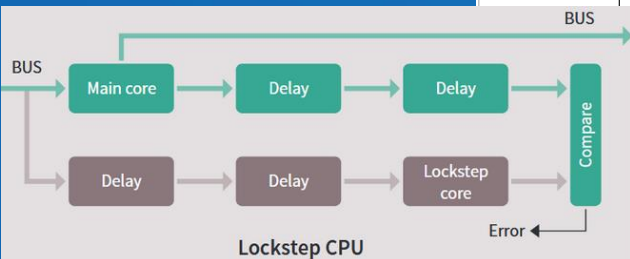 BUS
BUS
Main core
Delay
Delay
Compare
Delay
Delay
Lockstep
core
Error
Lockstep CPU